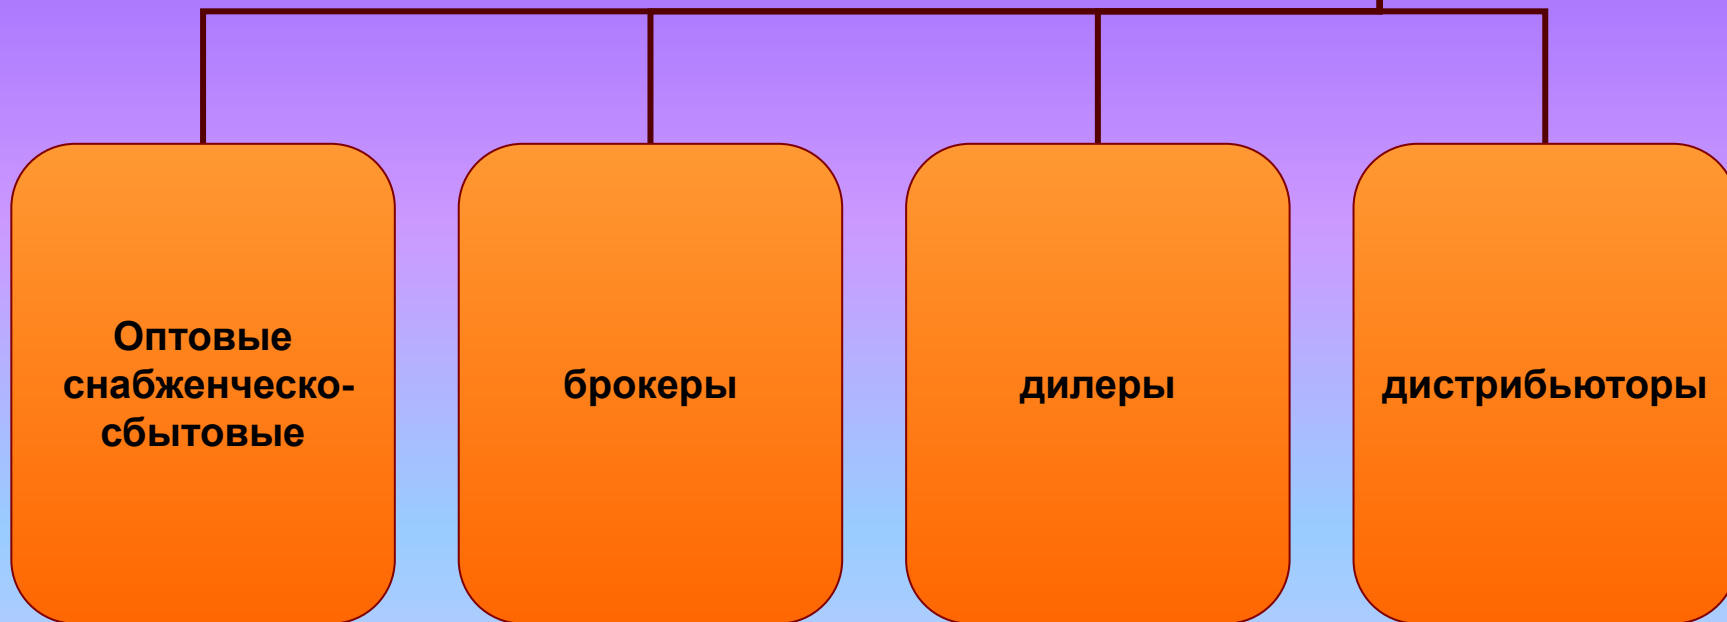 Оптовые
снабженческо-
сбытовые
брокеры
дилеры
дистрибьюторы